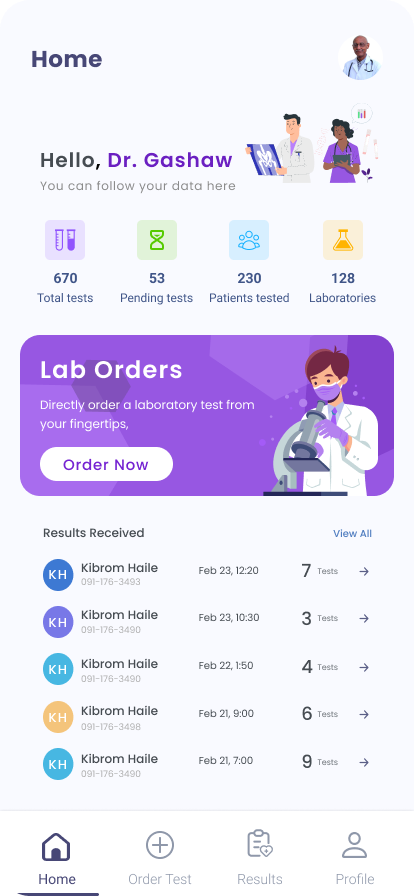 Home
Hello, Dr. Gashaw
You can follow your data here
670
Total tests
53
Pending tests
230
Patients tested
128
Laboratories
Lab Orders
Directly order a laboratory test from
your fingertips,
Order Now
Results Received
View All
KH
Kibrom Haile
091-176-3493
Feb 23, 12:20
7 Tests
KH
Kibrom Haile
091-176-3490
Feb 23, 10:30
3 Tests
KH
Kibrom Haile
091-176-3490
Feb 22, 1:50
4 Tests
KH
Kibrom Haile
091-176-3498
Feb 21, 9:00
6 Tests
KH
Kibrom Haile
091-176-3490
Feb 21, 7:00
9 Tests
Home
Order Test
Results
Profile